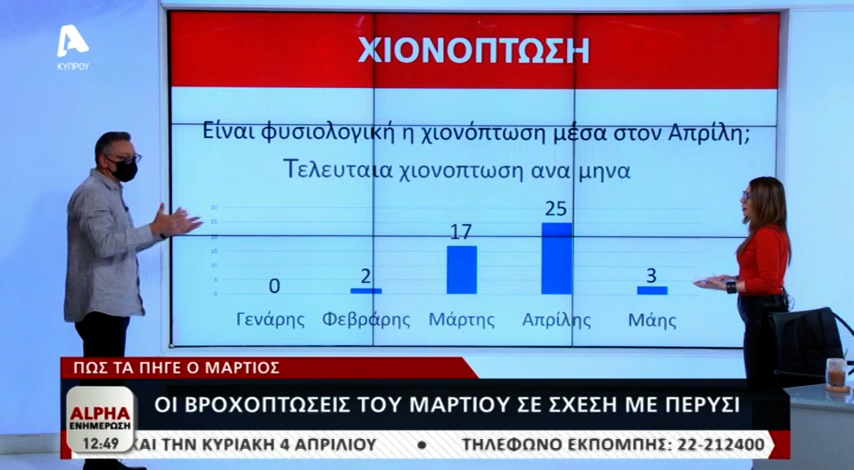 ΚΥΠΡΟΥ
ΧΙΟΝΟΠΤΩΣΗ
Είναι φυσιολογική η χιονόπτωση μέσα στον Απρίλη;
Τελευταια χιονοπτωση ανα μηνα
0 2 17 25 3
Γενάρης Φεβράρης Μάρτης Απρίλης Μάης
ΠΩΣ ΤΑ ΠΗΓΕ Ο ΜΑΡΤΙΟΣ
ΟΙ ΒΡΟΧΟΠΤΩΣΕΙΣ ΤΟΥ ΜΑΡΤΙΟΥ ΣΕ ΣΧΕΣΗ ΜΕ ΠΕΡΥΣΙ
ALPHA
ΕΝΗΜΕΡΩΣΗ
12:49
ΚΑΙ ΤΗΝ ΚΥΡΙΑΚΗ 4 ΑΠΡΙΛΙΟΥ • ΤΗΛΕΦΩΝΟ ΕΚΠΟΜΠΗΣ: 22-212400